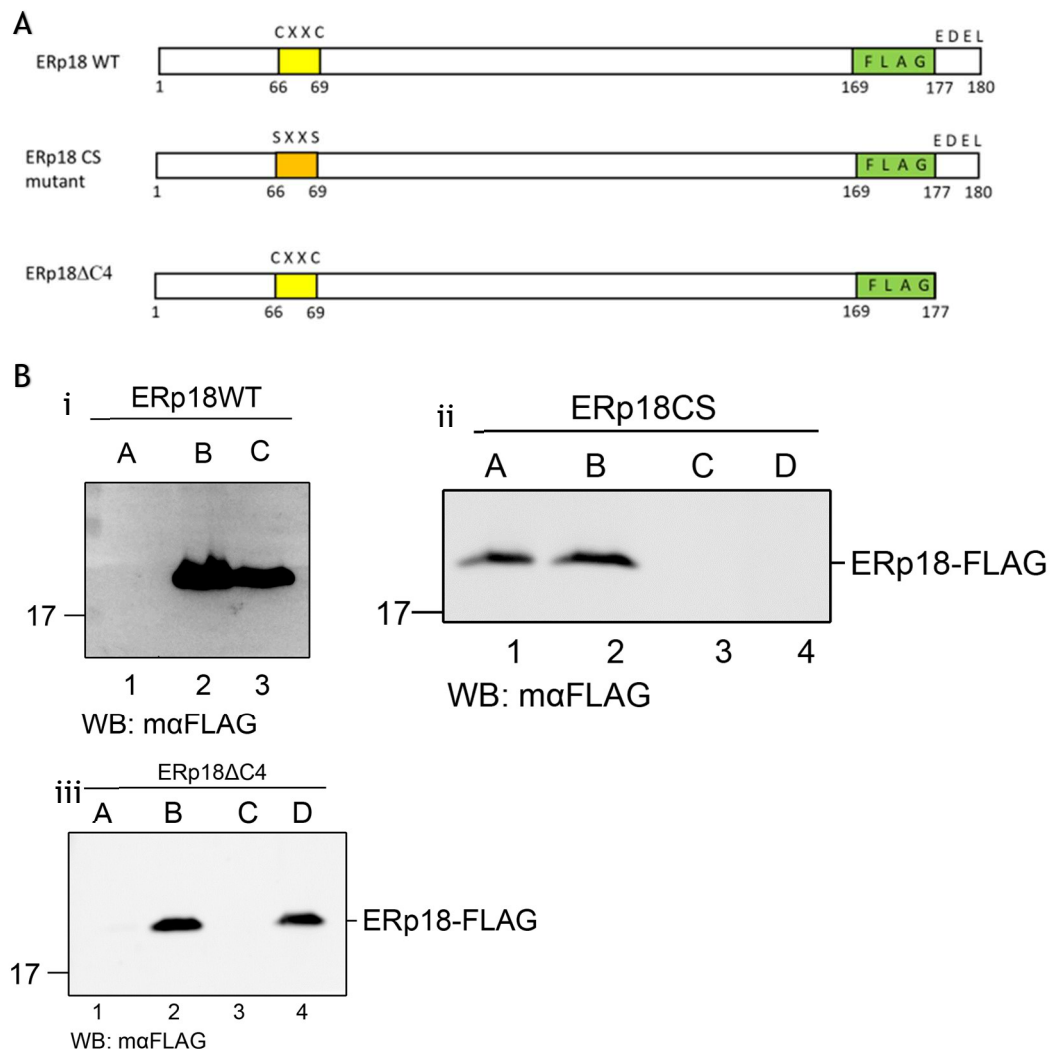 A
C X X C
E D E L
ERp18 WT
F L A G
1
66
69
169
177
180
S X X S
E D E L
ERp18 CS
mutant
F L A G
1
66
69
169
177
180
C X X C
ERp18ΔC4
F L A G
1
66
69
169
177
B
i
ERp18WT
A B C
17
1 2 3
WB: mαFLAG
ii
ERp18CS
A B C D
ERp18-FLAG
17
1 2 3 4
WB: mαFLAG
iii
ERp18ΔC4
A B C D
ERp18-FLAG
17
1 2 3 4
WB: mαFLAG